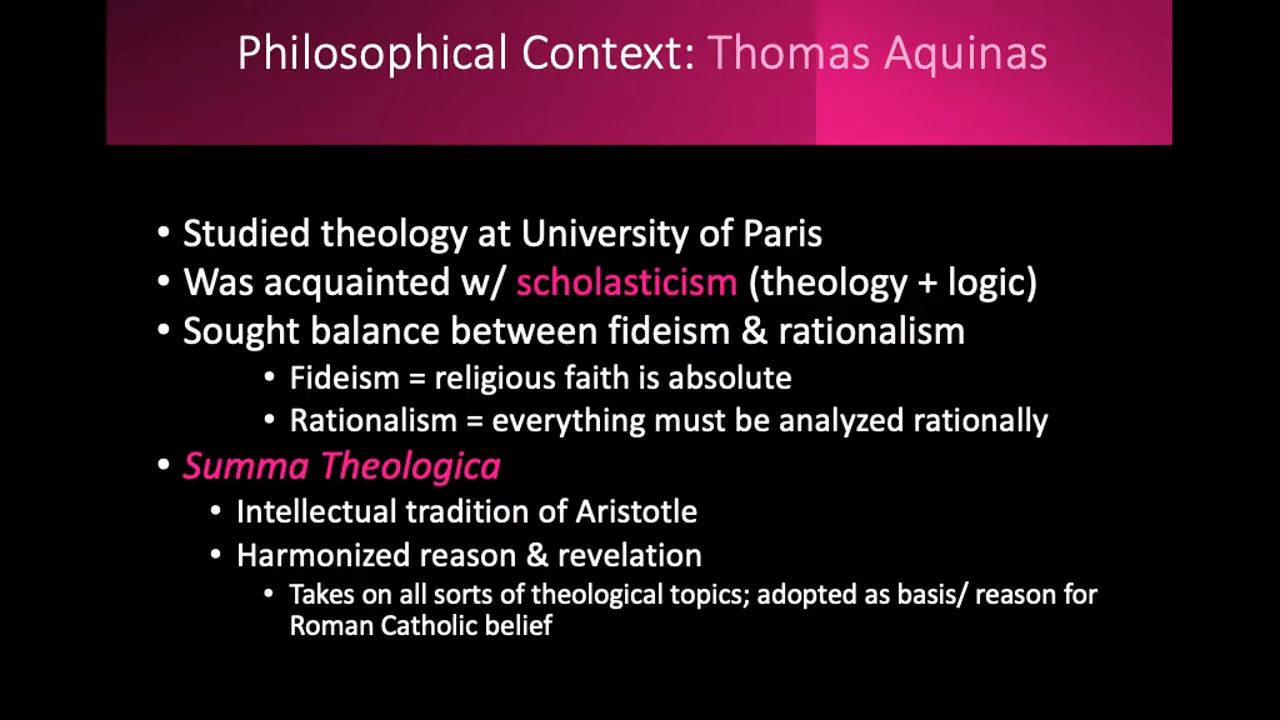 Philosophical Context: Thomas Aquinas
• Studied theology at University of Paris
• Was acquainted w/ scholasticism (theology + logic)
• Sought balance between fideism & rationalism
• Fideism = religious faith is absolute
• Rationalism = everything must be analyzed rationally
• Summa Theologica
• Intellectual tradition of Aristotle
• Harmonized reason & revelation
• Takes on all sorts of theological topics; adopted as basis/ reason for
Roman Catholic belief